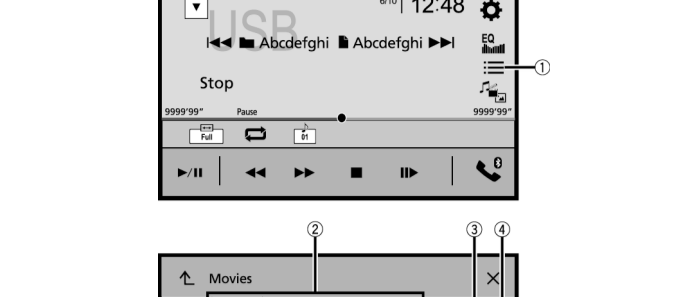 6/10 12:48
USB
Abcdefghi Abcdefghi
EQ
①
Stop
9999'99" Pause 9999'99"
Full 01
② ③ ④
Movies